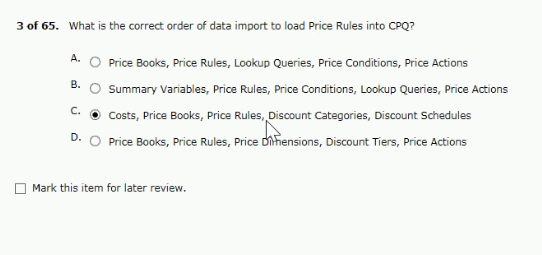 3 of 65. What is the correct order of data import to load Price Rules into CPQ?
A. Price Books, Price Rules, Lookup Queries, Price Conditions, Price Actions
B. Summary Variables, Price Rules, Price Conditions, Lookup Queries, Price Actions
C. Costs, Price Books, Price Rules, Discount Categories, Discount Schedules
D. Price Books, Price Rules, Price Dimensions, Discount Tiers, Price Actions
Mark this item for later review.